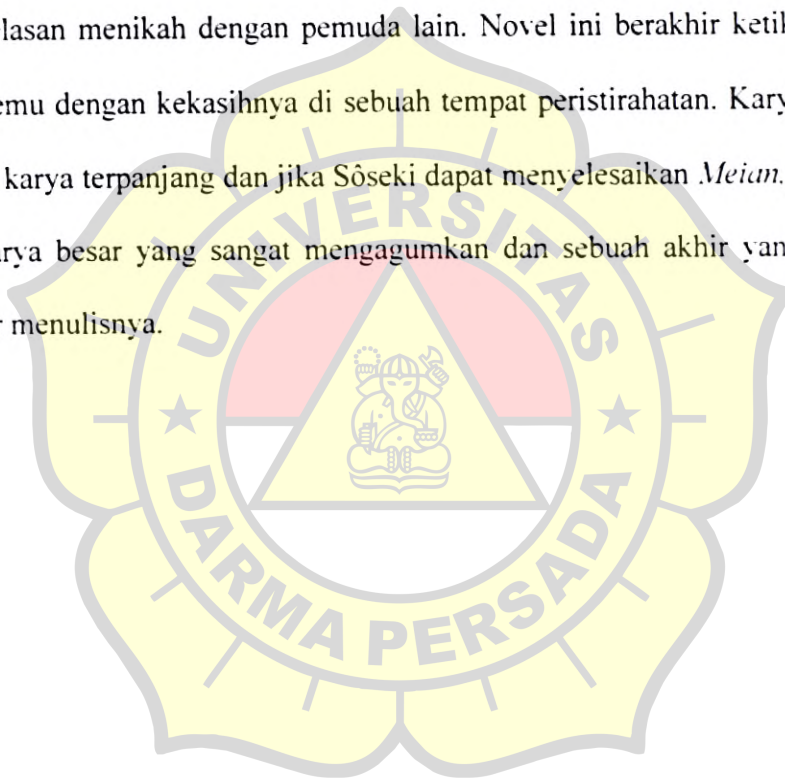 lasan menikah dengan pemuda lain. Novel ini berakhir ketik
emu dengan kekasihnya di sebuah tempat peristirahatan. Kary
karya terpanjang dan jika Sôseki dapat menyelesaikan Meian.
rya besar yang sangat mengagumkan dan sebuah akhir yan
r menulisnya.
UNIVERSITAS
DARMA PERSADA